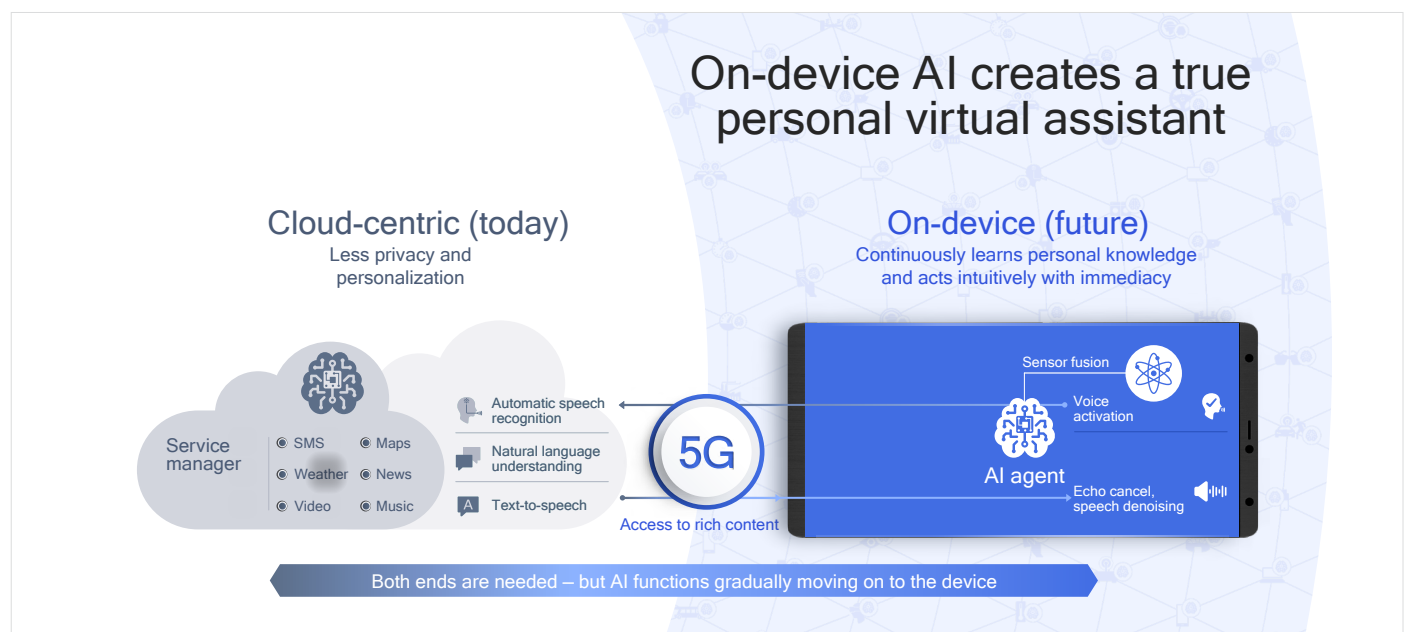 On-device AI creates a true
personal virtual assistant
Cloud-centric (today)
Less privacy and
personalization
On-device (future)
Continuously learns personal knowledge
and acts intuitively with immediacy
Service
manager
SMS
Maps
Weather
News
Video
Music
Automatic speech
recognition
Natural language
understanding
A
Text-to-speech
5G
Access to rich content
Sensor fusion
Voice
activation
AI agent
Echo cancel,
speech denoising
Both ends are needed – but AI functions gradually moving on to the device